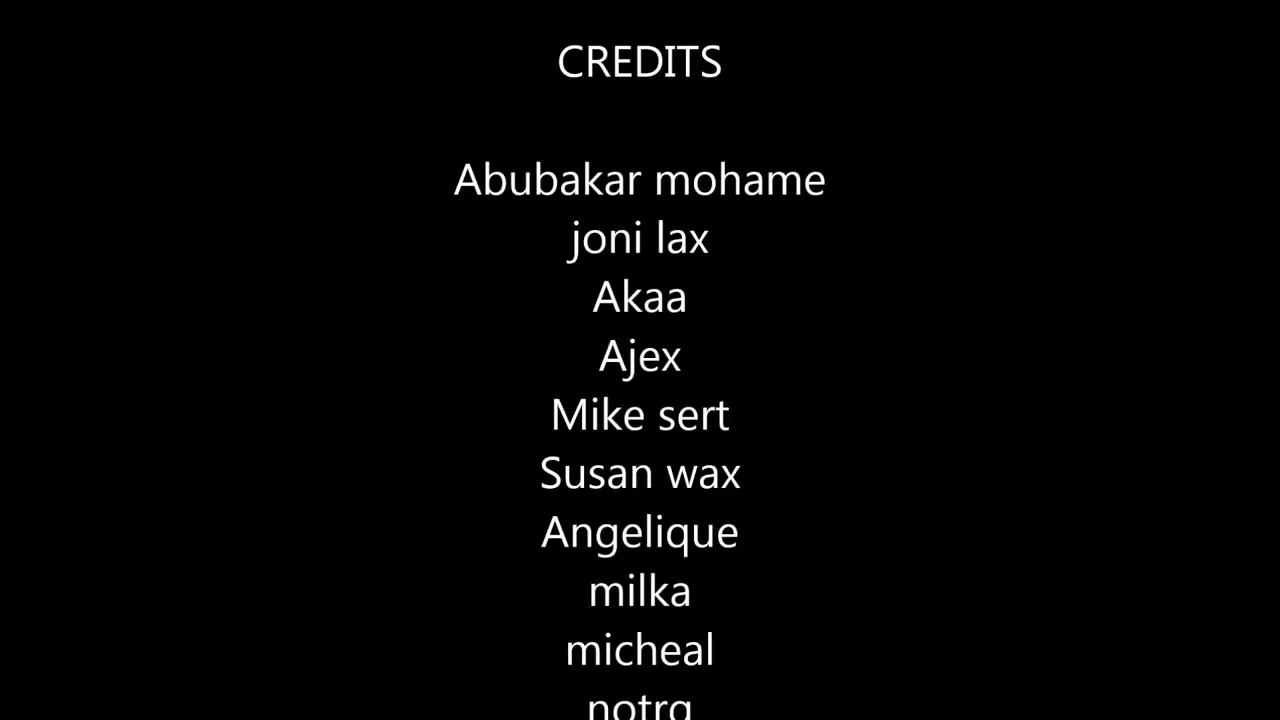 CREDITS
Abubakar mohame
joni lax
Akaa
Ajex
Mike sert
Susan wax
Angelique
milka
micheal